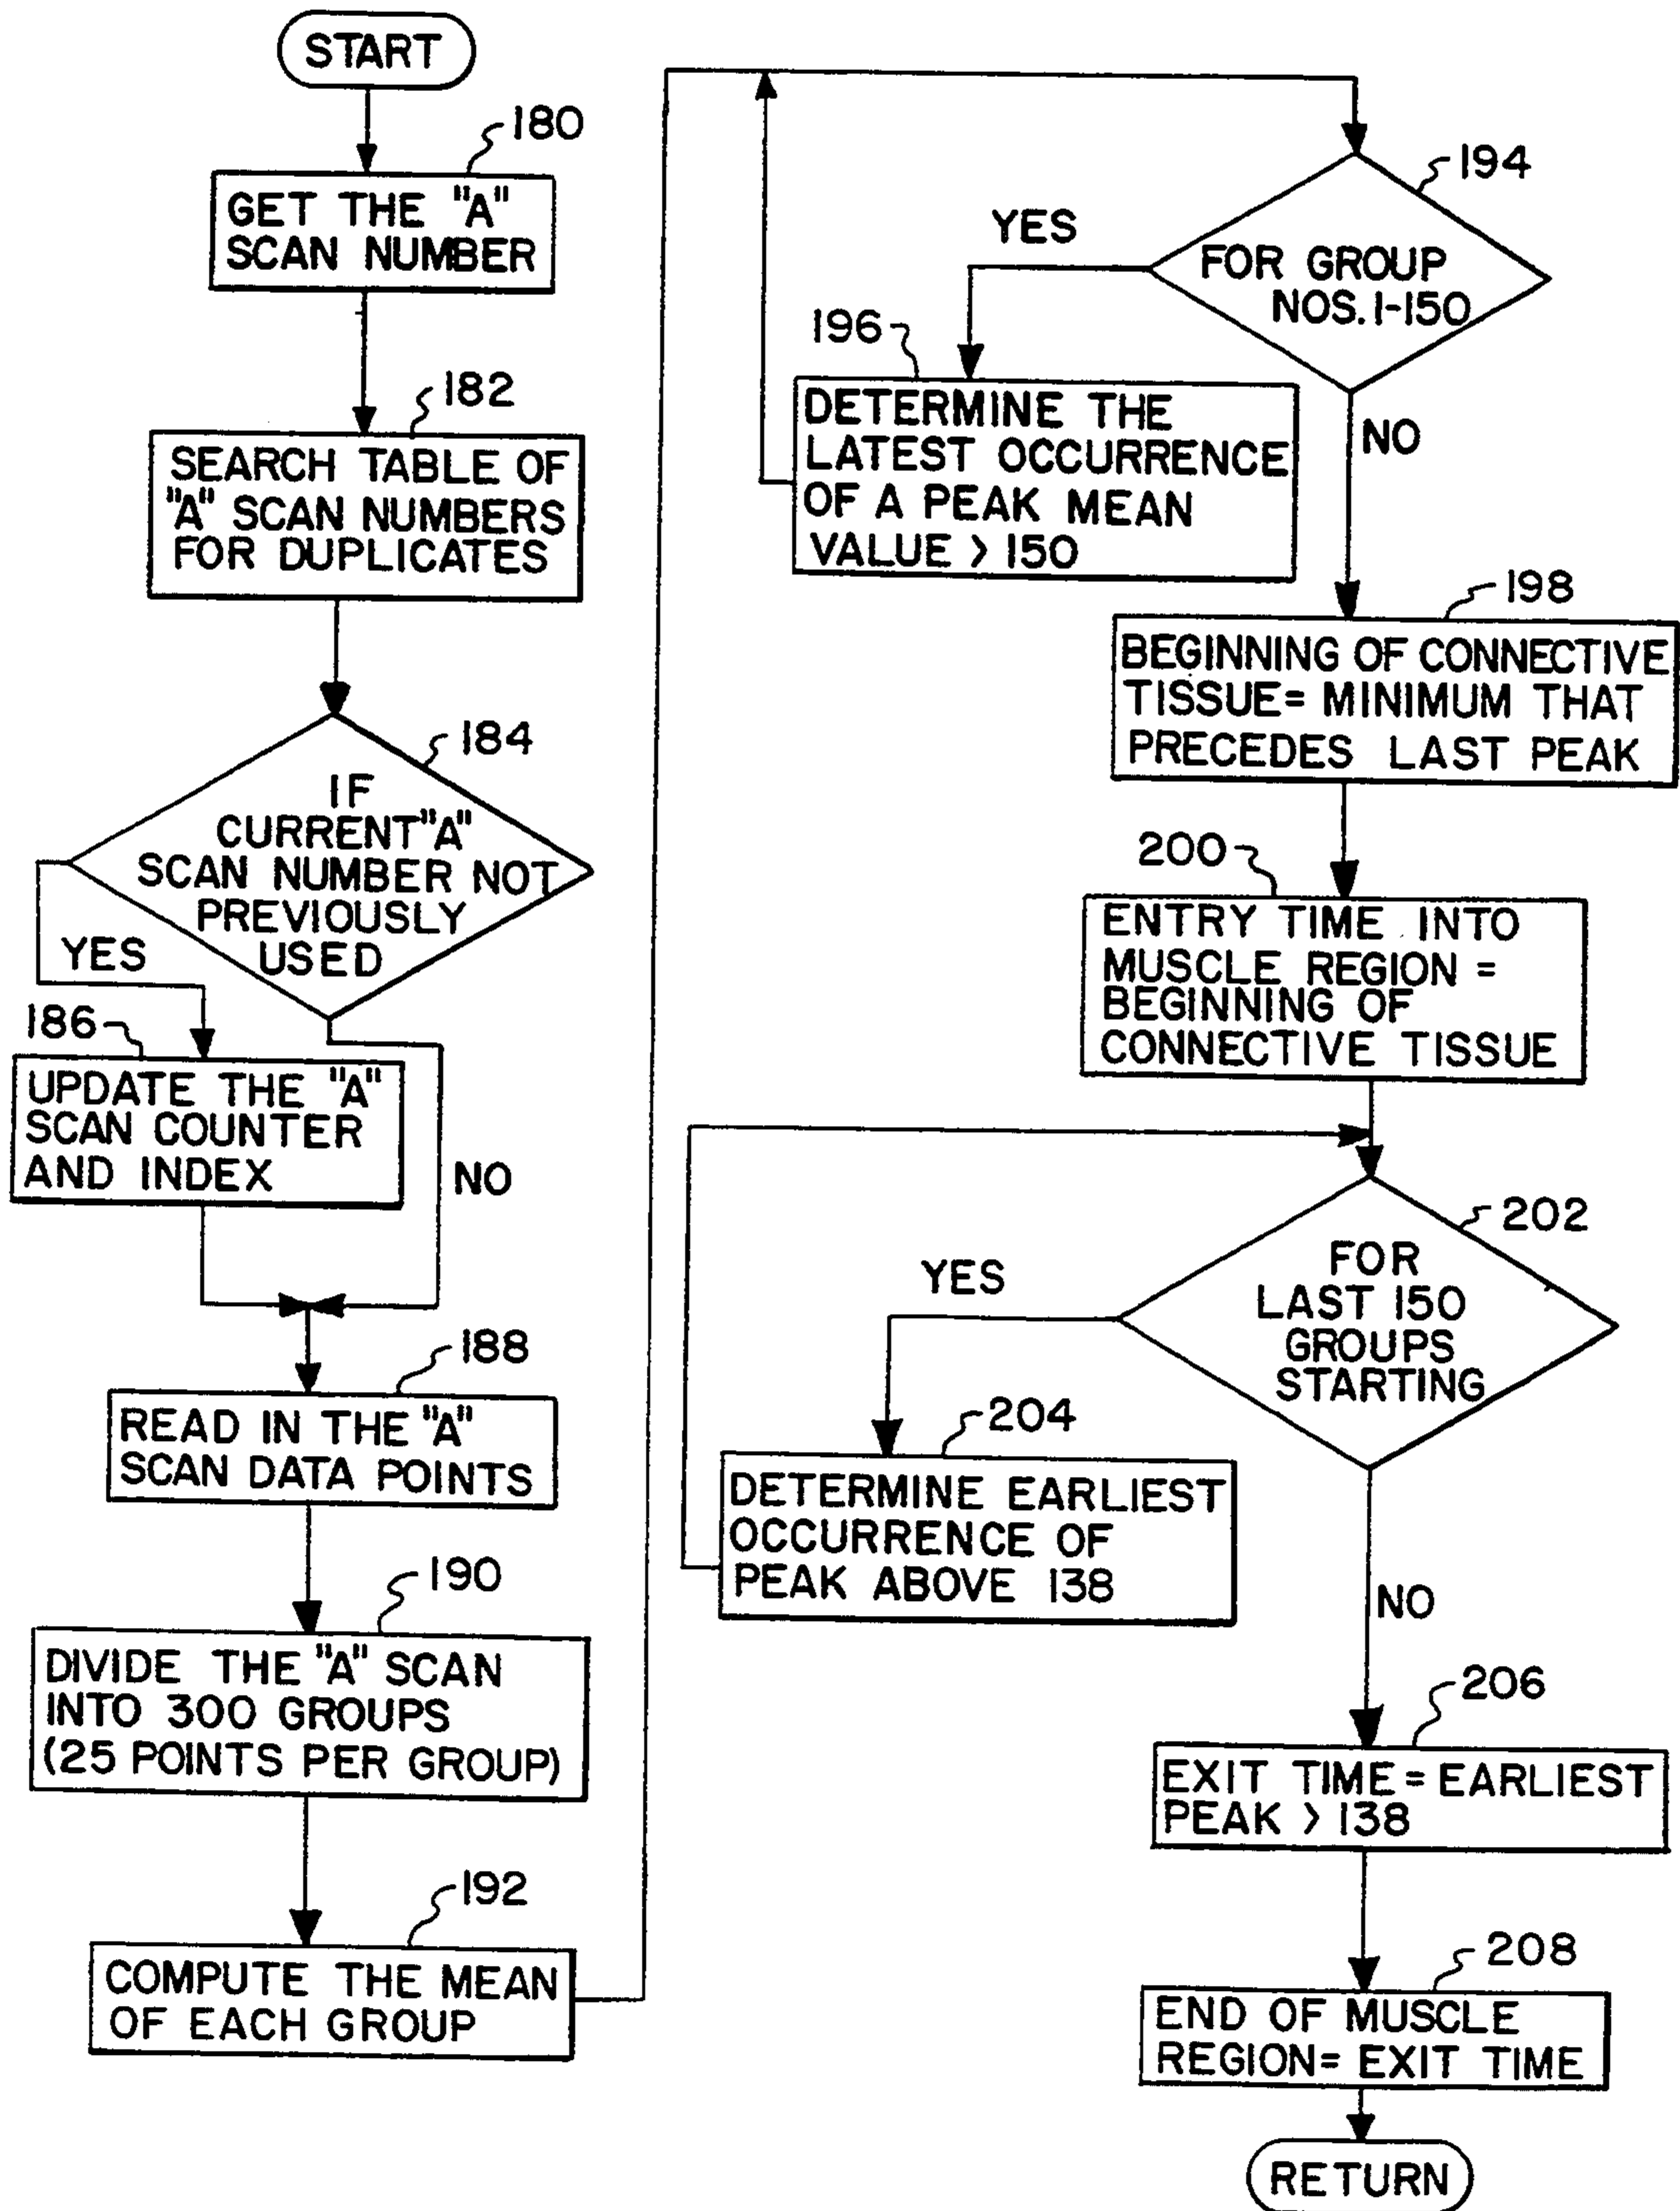 START
180
GET THE "A"
SCAN NUMBER
182
SEARCH TABLE OF
"A" SCAN NUMBERS
FOR DUPLICATES
184
IF
CURRENT "A"
SCAN NUMBER NOT
PREVIOUSLY
USED
YES
186
UPDATE THE "A"
SCAN COUNTER
AND INDEX
NO
188
READ IN THE "A"
SCAN DATA POINTS
190
DIVIDE THE "A" SCAN
INTO 300 GROUPS
(25 POINTS PER GROUP)
192
COMPUTE THE MEAN
OF EACH GROUP
194
FOR GROUP
NOS. 1-150
YES
196
DETERMINE THE
LATEST OCCURRENCE
OF A PEAK MEAN
VALUE > 150
NO
198
BEGINNING OF CONNECTIVE
TISSUE= MINIMUM THAT
PRECEDES LAST PEAK
200
ENTRY TIME INTO
MUSCLE REGION =
BEGINNING OF
CONNECTIVE TISSUE
202
FOR
LAST 150
GROUPS
STARTING
YES
204
DETERMINE EARLIEST
OCCURRENCE OF
PEAK ABOVE 138
NO
206
EXIT TIME = EARLIEST
PEAK > 138
208
END OF MUSCLE
REGION= EXIT TIME
RETURN